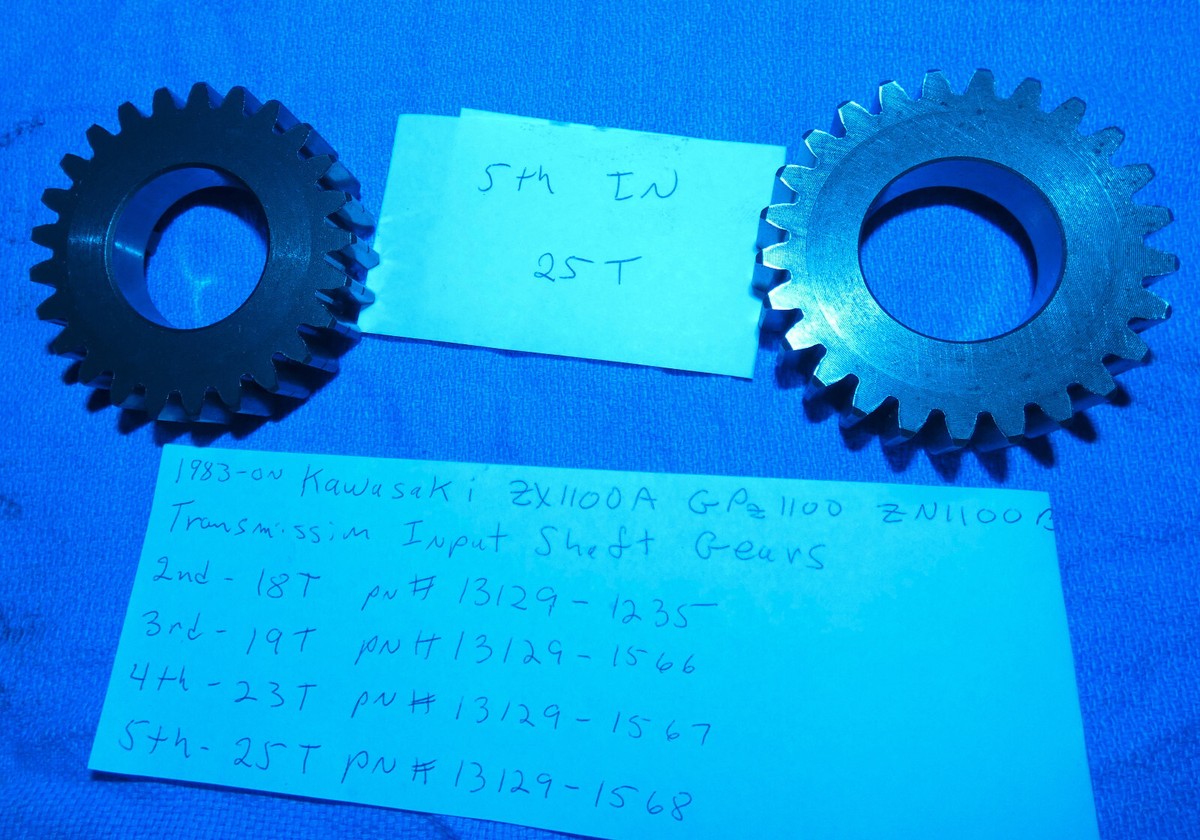 5th IN
25T
1983-on Kawasaki ZX1100A GPz1100 ZN1100B
Transmissin Input Shaft Gears
2nd - 18T pn# 13129-1235
3rd - 19T pn# 13129-1566
4th - 23T pn# 13129-1567
5th - 25T pn# 13129-1568